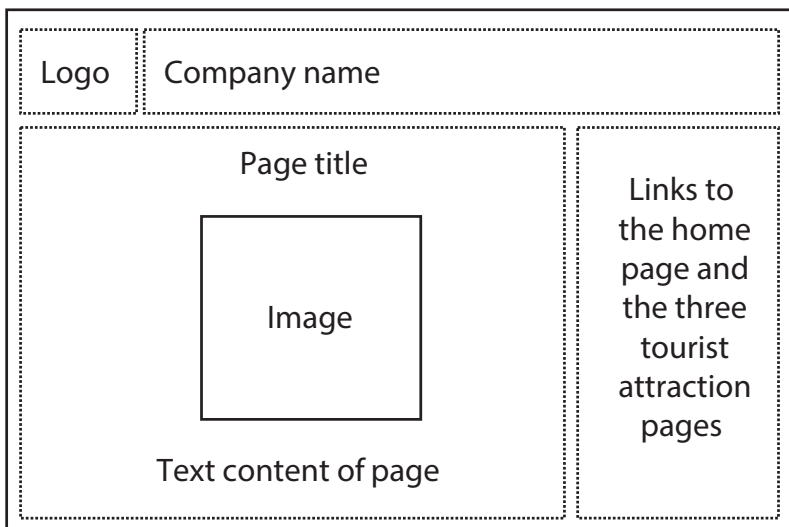 Logo
Company name
Page title
Image
Text content of page
Links to
the home
page and
the three
tourist
attraction
pages